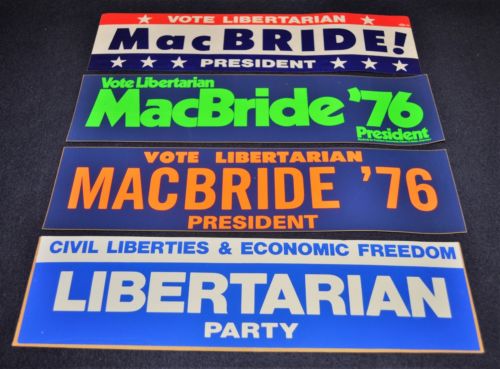 VOTE LIBERTARIAN
MacBRIDE!
PRESIDENT
Vote Libertarian
MacBride '76
President
VOTE LIBERTARIAN
MACBRIDE '76
PRESIDENT
CIVIL LIBERTIES & ECONOMIC FREEDOM
LIBERTARIAN
PARTY